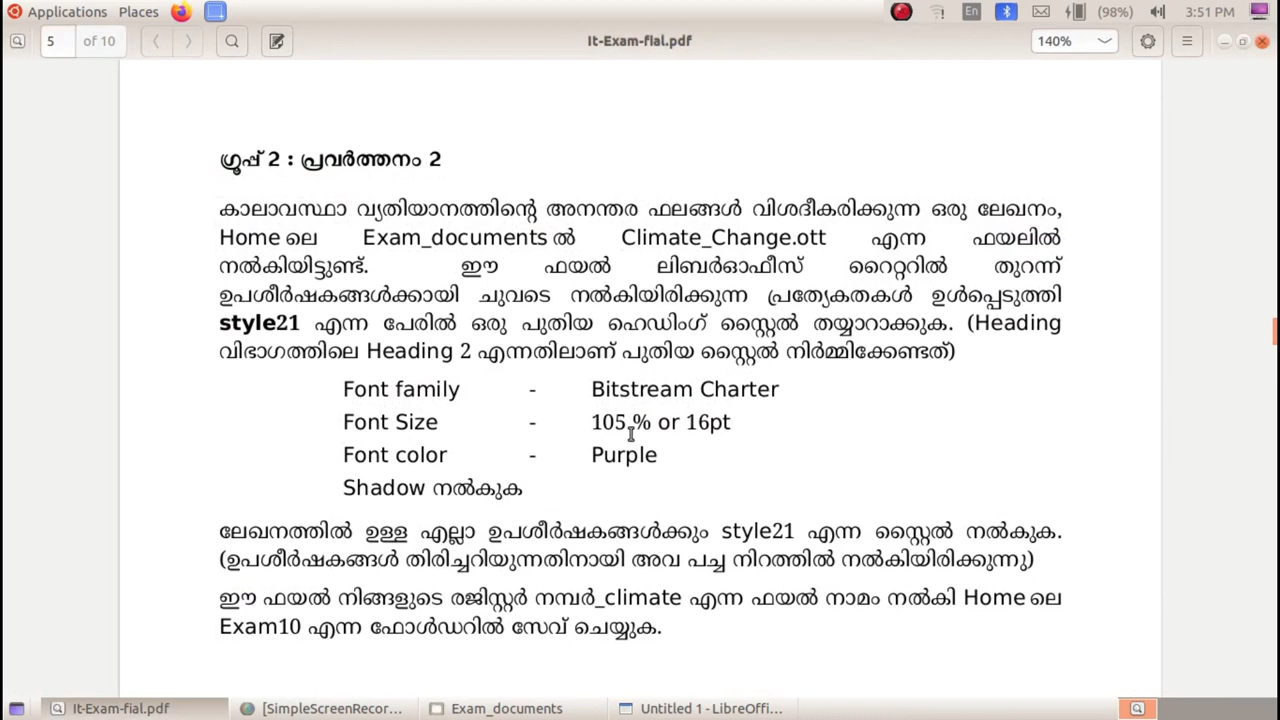 Applications Places En (98%) 3:51 PM
5 of 10 It-Exam-fial.pdf 140%
ഗ്രൂപ്പ് 2 : പ്രവർത്തനം 2
കാലാവസ്ഥാ വ്യതിയാനത്തിന്റെ അനന്തര ഫലങ്ങൾ വിശദീകരിക്കുന്ന ഒരു ലേഖനം,
Home ലെ Exam_documents ൽ Climate_Change.ott എന്ന ഫയലിൽ
നൽകിയിട്ടുണ്ട്. ഈ ഫയൽ ലിബർഓഫീസ് റൈറ്ററിൽ തുറന്ന്
ഉപശീർഷകങ്ങൾക്കായി ചുവടെ നൽകിയിരിക്കുന്ന പ്രത്യേകതകൾ ഉൾപ്പെടുത്തി
style21 എന്ന പേരിൽ ഒരു പുതിയ ഹെഡിംഗ് സ്റ്റൈൽ തയ്യാറാക്കുക. (Heading
വിഭാഗത്തിലെ Heading 2 എന്നതിലാണ് പുതിയ സ്റ്റൈൽ നിർമ്മിക്കേണ്ടത്)
Font family - Bitstream Charter
Font Size - 105 % or 16pt
Font color - Purple
Shadow നൽകുക
ലേഖനത്തിൽ ഉള്ള എല്ലാ ഉപശീർഷകങ്ങൾക്കും style21 എന്ന സ്റ്റൈൽ നൽകുക.
(ഉപശീർഷകങ്ങൾ തിരിച്ചറിയുന്നതിനായി അവ പച്ച നിറത്തിൽ നൽകിയിരിക്കുന്നു)
ഈ ഫയൽ നിങ്ങളുടെ രജിസ്റ്റർ നമ്പർ_climate എന്ന ഫയൽ നാമം നൽകി Home ലെ
Exam10 എന്ന ഫോൾഡറിൽ സേവ് ചെയ്യുക.
It-Exam-fial.pdf [SimpleScreenRecor... Exam_documents Untitled 1 - LibreOffi...